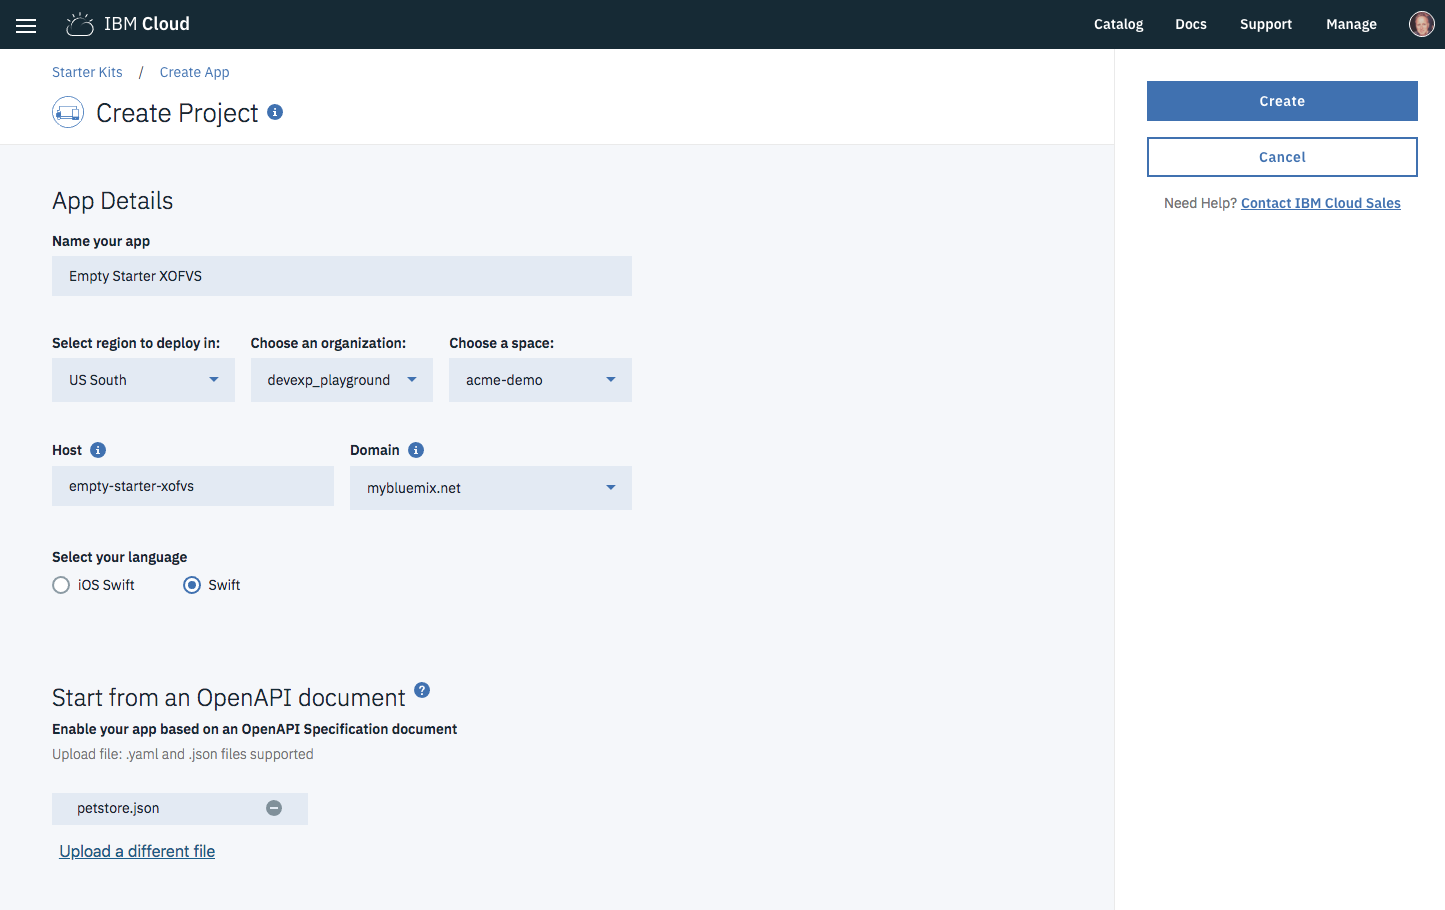 IBM Cloud
Catalog Docs Support Manage
Starter Kits / Create App
Create Project
Create
Cancel
Need Help? Contact IBM Cloud Sales
App Details
Name your app
Empty Starter XOFVS
Select region to deploy in: Choose an organization: Choose a space:
US South devexp_playground acme-demo
Host Domain
empty-starter-xofvs mybluemix.net
Select your language
iOS Swift Swift
Start from an OpenAPI document ?
Enable your app based on an OpenAPI Specification document
Upload file: .yaml and .json files supported
petstore.json
Upload a different file